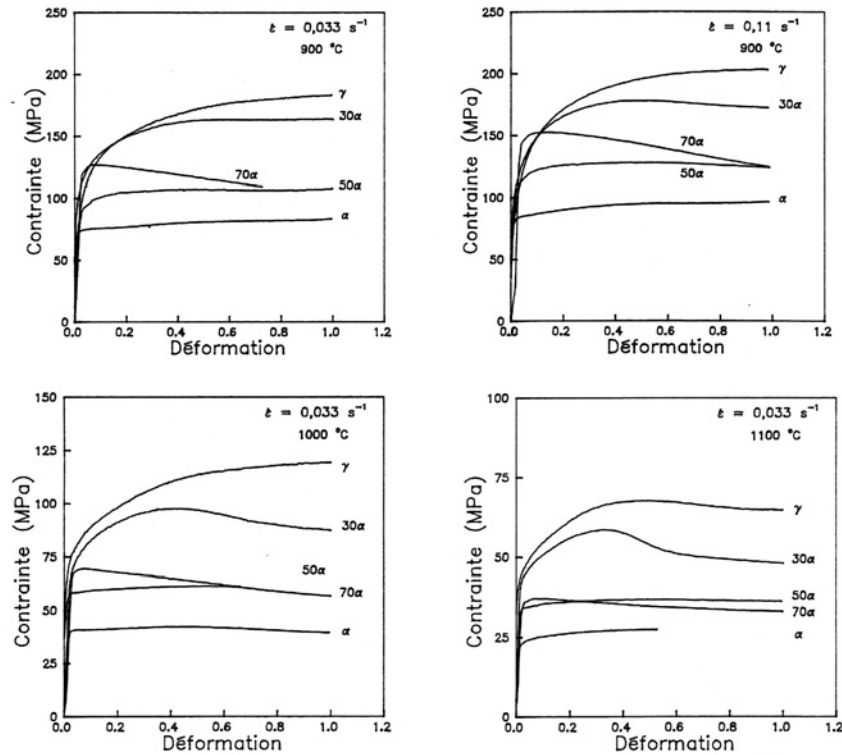 250
200
150
100
50
0
Contrainte (MPa)
ε̇ = 0,033 s⁻¹
900 °C
γ
30α
70α
50α
α
0.0 0.2 0.4 0.6 0.8 1.0 1.2
Déformation
250
200
150
100
50
0
Contrainte (MPa)
ε̇ = 0,11 s⁻¹
900 °C
γ
30α
70α
50α
α
0.0 0.2 0.4 0.6 0.8 1.0 1.2
Déformation
150
125
100
75
50
25
0
Contrainte (MPa)
ε̇ = 0,033 s⁻¹
1000 °C
γ
30α
50α
70α
α
0.0 0.2 0.4 0.6 0.8 1.0 1.2
Déformation
100
75
50
25
0
Contrainte (MPa)
ε̇ = 0,033 s⁻¹
1100 °C
γ
30α
50α
70α
α
0.0 0.2 0.4 0.6 0.8 1.0 1.2
Déformation